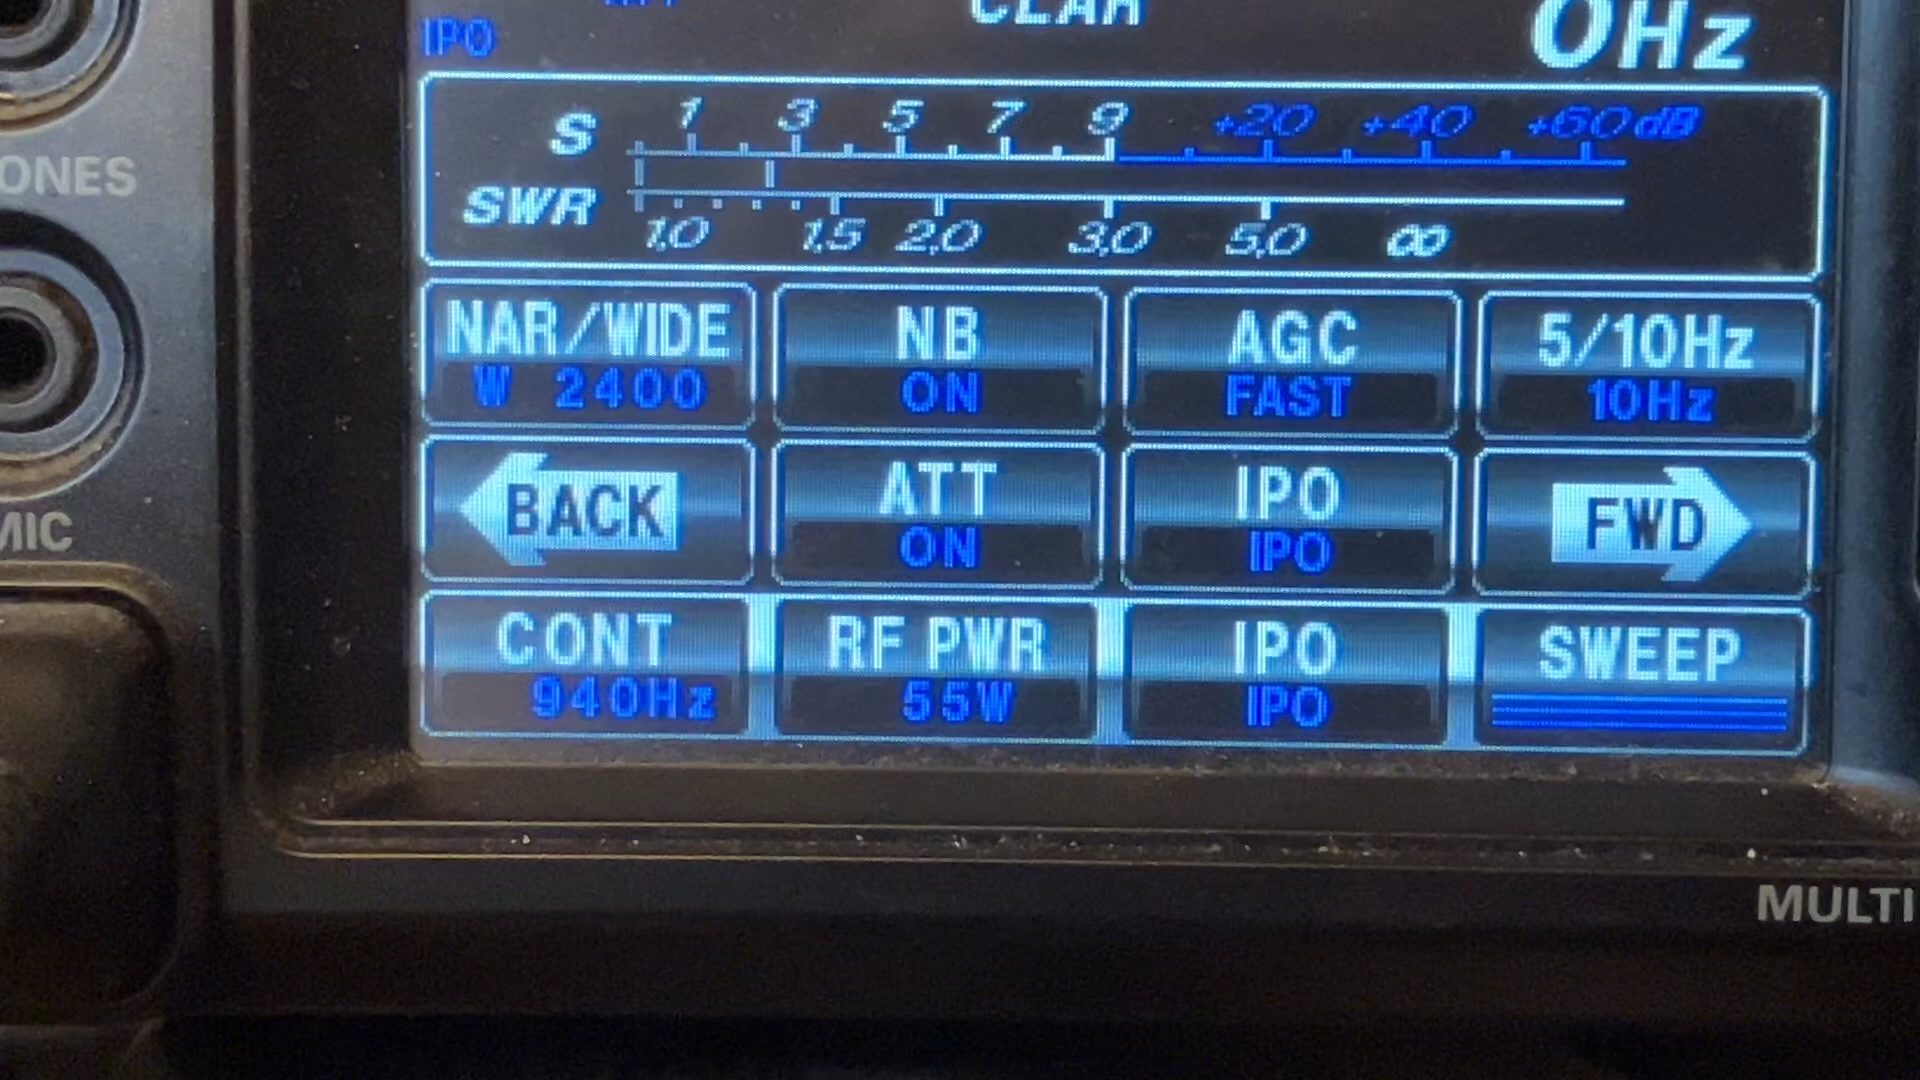 CLAR
0Hz
IPO
S 1 3 5 7 9 +20 +40 +60dB
SWR 1,0 1,5 2,0 3,0 5,0 ∞
NAR/WIDE NB AGC 5/10Hz
W 2400 ON FAST 10Hz
BACK ATT IPO FWD
ON IPO
CONT RF PWR IPO SWEEP
940Hz 55W IPO
ONES
MIC
MULTI